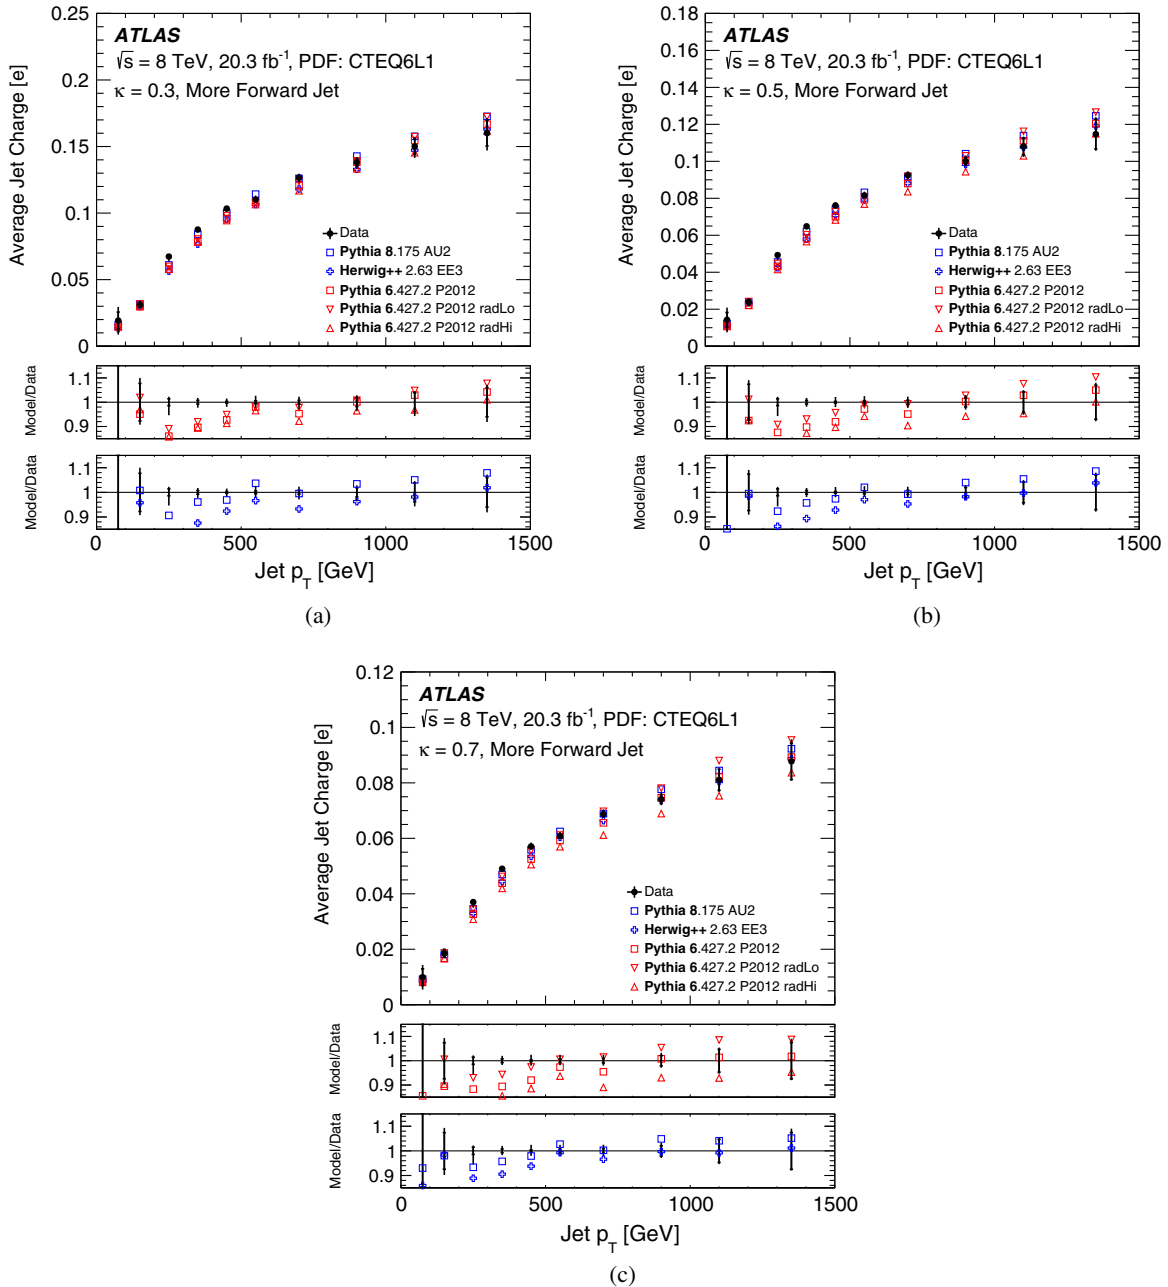 ATLAS
√s = 8 TeV, 20.3 fb⁻¹, PDF: CTEQ6L1
κ = 0.3, More Forward Jet
Average Jet Charge [e]
0.25
0.2
0.15
0.1
0.05
0
Data
Pythia 8.175 AU2
Herwig++ 2.63 EE3
Pythia 6.427.2 P2012
Pythia 6.427.2 P2012 radLo
Pythia 6.427.2 P2012 radHi
Model/Data
1.1
1
0.9
Model/Data
1.1
1
0.9
0 500 1000 1500
Jet p_T [GeV]
(a)
ATLAS
√s = 8 TeV, 20.3 fb⁻¹, PDF: CTEQ6L1
κ = 0.5, More Forward Jet
Average Jet Charge [e]
0.18
0.16
0.14
0.12
0.1
0.08
0.06
0.04
0.02
0
Data
Pythia 8.175 AU2
Herwig++ 2.63 EE3
Pythia 6.427.2 P2012
Pythia 6.427.2 P2012 radLo
Pythia 6.427.2 P2012 radHi
Model/Data
1.1
1
0.9
Model/Data
1.1
1
0.9
0 500 1000 1500
Jet p_T [GeV]
(b)
ATLAS
√s = 8 TeV, 20.3 fb⁻¹, PDF: CTEQ6L1
κ = 0.7, More Forward Jet
Average Jet Charge [e]
0.12
0.1
0.08
0.06
0.04
0.02
0
Data
Pythia 8.175 AU2
Herwig++ 2.63 EE3
Pythia 6.427.2 P2012
Pythia 6.427.2 P2012 radLo
Pythia 6.427.2 P2012 radHi
Model/Data
1.1
1
0.9
Model/Data
1.1
1
0.9
0 500 1000 1500
Jet p_T [GeV]
(c)